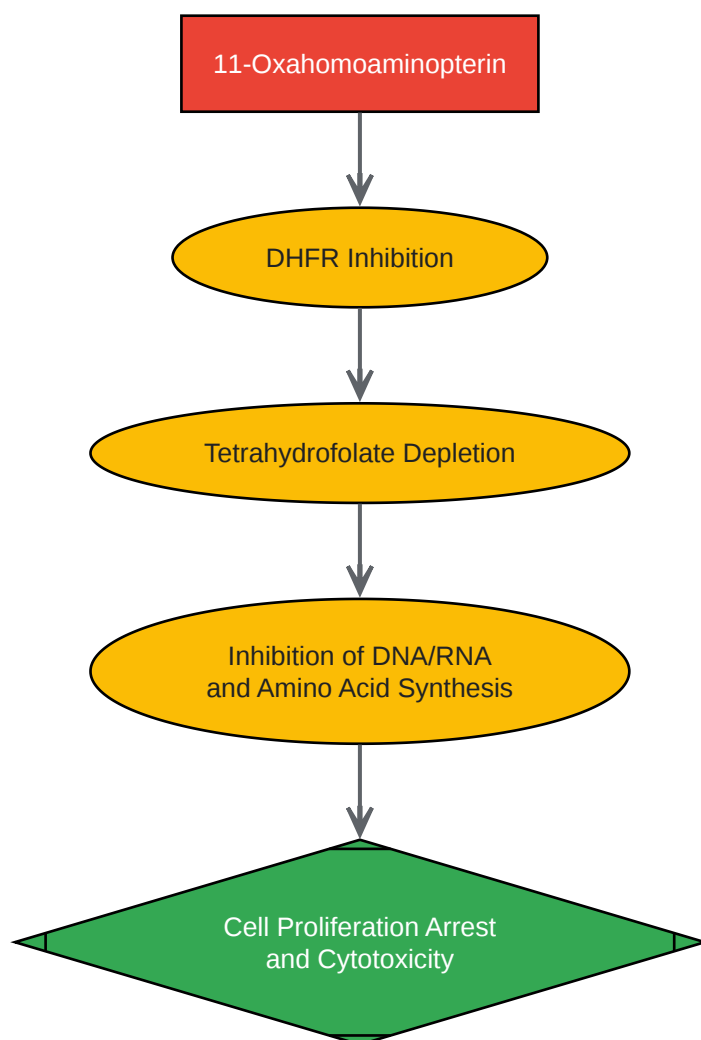 11-Oxahomoaminopterin
DHFR Inhibition
Tetrahydrofolate Depletion
Inhibition of DNA/RNA
and Amino Acid Synthesis
Cell Proliferation Arrest
and Cytotoxicity